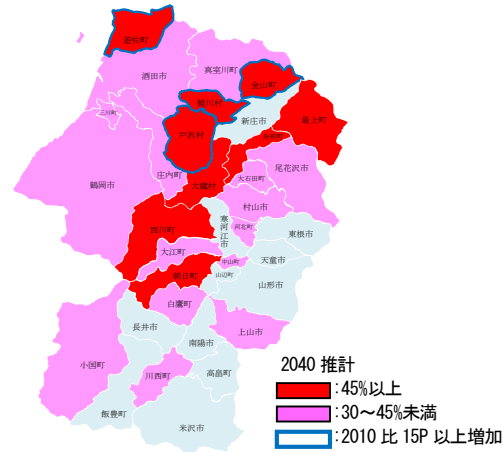 遊佐町
酒田市
真室川町
金山町
鮭川村
新庄市
最上町
三川町
戸沢村
舟形町
庄内町
尾花沢市
鶴岡市
大蔵村
大石田町
村山市
西川町
寒河江市
河北町
東根市
大江町
中山町
天童市
朝日町
山辺町
山形市
白鷹町
長井市
上山市
南陽市
小国町
川西町
高畠町
飯豊町
米沢市
2040 推計
:45%以上
:30～45%未満
:2010 比 15P 以上増加